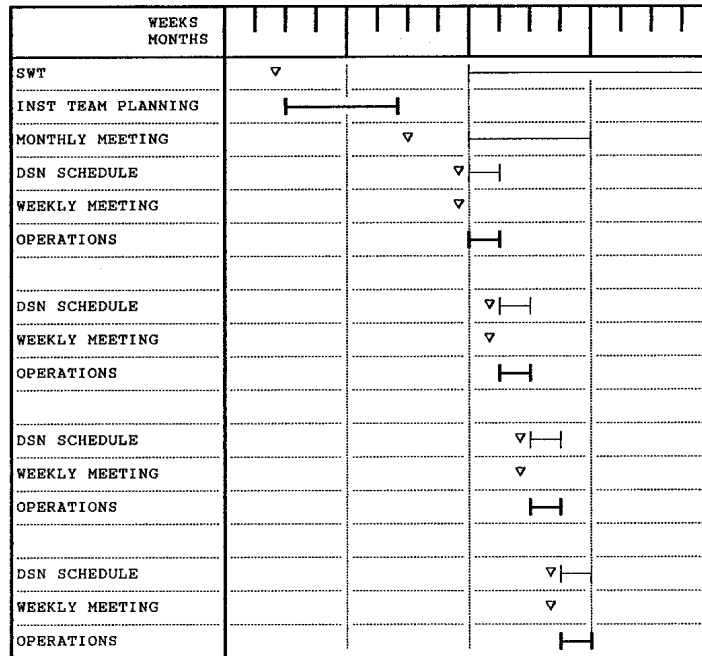 WEEKS
MONTHS
SWT
INST TEAM PLANNING
MONTHLY MEETING
DSN SCHEDULE
WEEKLY MEETING
OPERATIONS
DSN SCHEDULE
WEEKLY MEETING
OPERATIONS
DSN SCHEDULE
WEEKLY MEETING
OPERATIONS
DSN SCHEDULE
WEEKLY MEETING
OPERATIONS